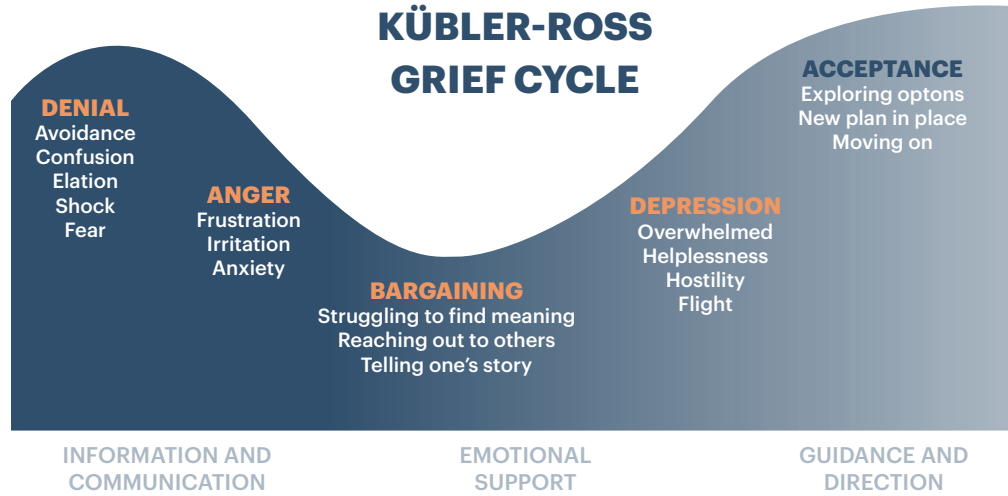 KÜBLER-ROSS
GRIEF CYCLE
DENIAL
Avoidance
Confusion
Elation
Shock
Fear
ANGER
Frustration
Irritation
Anxiety
BARGAINING
Struggling to find meaning
Reaching out to others
Telling one’s story
DEPRESSION
Overwhelmed
Helplessness
Hostility
Flight
ACCEPTANCE
Exploring optons
New plan in place
Moving on
INFORMATION AND
COMMUNICATION
EMOTIONAL
SUPPORT
GUIDANCE AND
DIRECTION